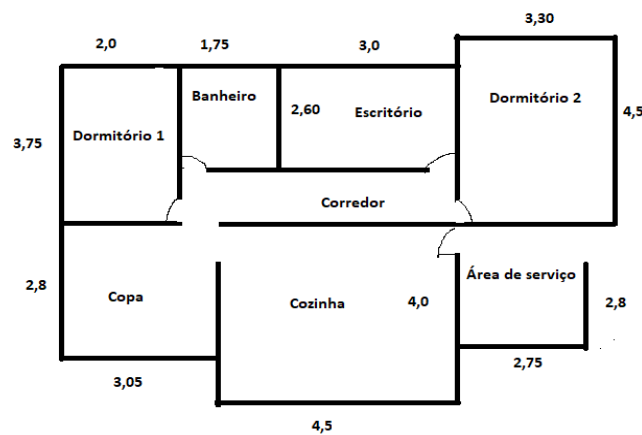 3,30
2,0 1,75 3,0
Banheiro
Dormitório 2
2,60 Escritório
4,5
3,75 Dormitório 1
Corredor
Área de serviço
2,8 Copa Cozinha 4,0 2,8
2,75
3,05
4,5